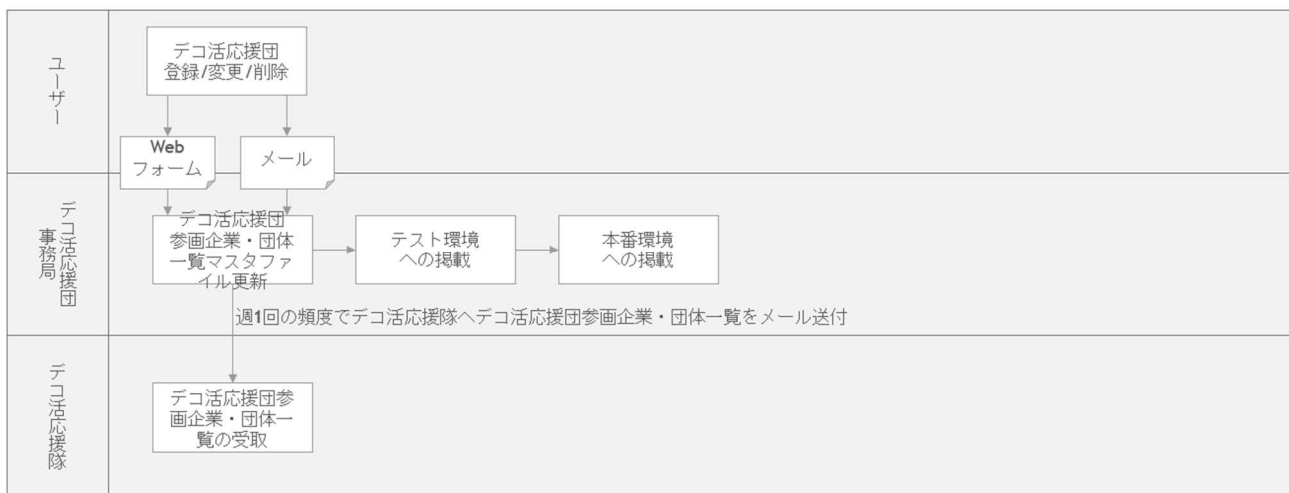 ユーザー
デコ活応援団
登録/変更/削除
Web
フォーム
メール
デコ活応援団
事務局
デコ活応援団
参画企業・団体
一覧マスタファ
イル更新
テスト環境
への掲載
本番環境
への掲載
週1回の頻度でデコ活応援隊へデコ活応援団参画企業・団体一覧をメール送付
デコ活応援隊
デコ活応援団参
画企業・団体一
覧の受取